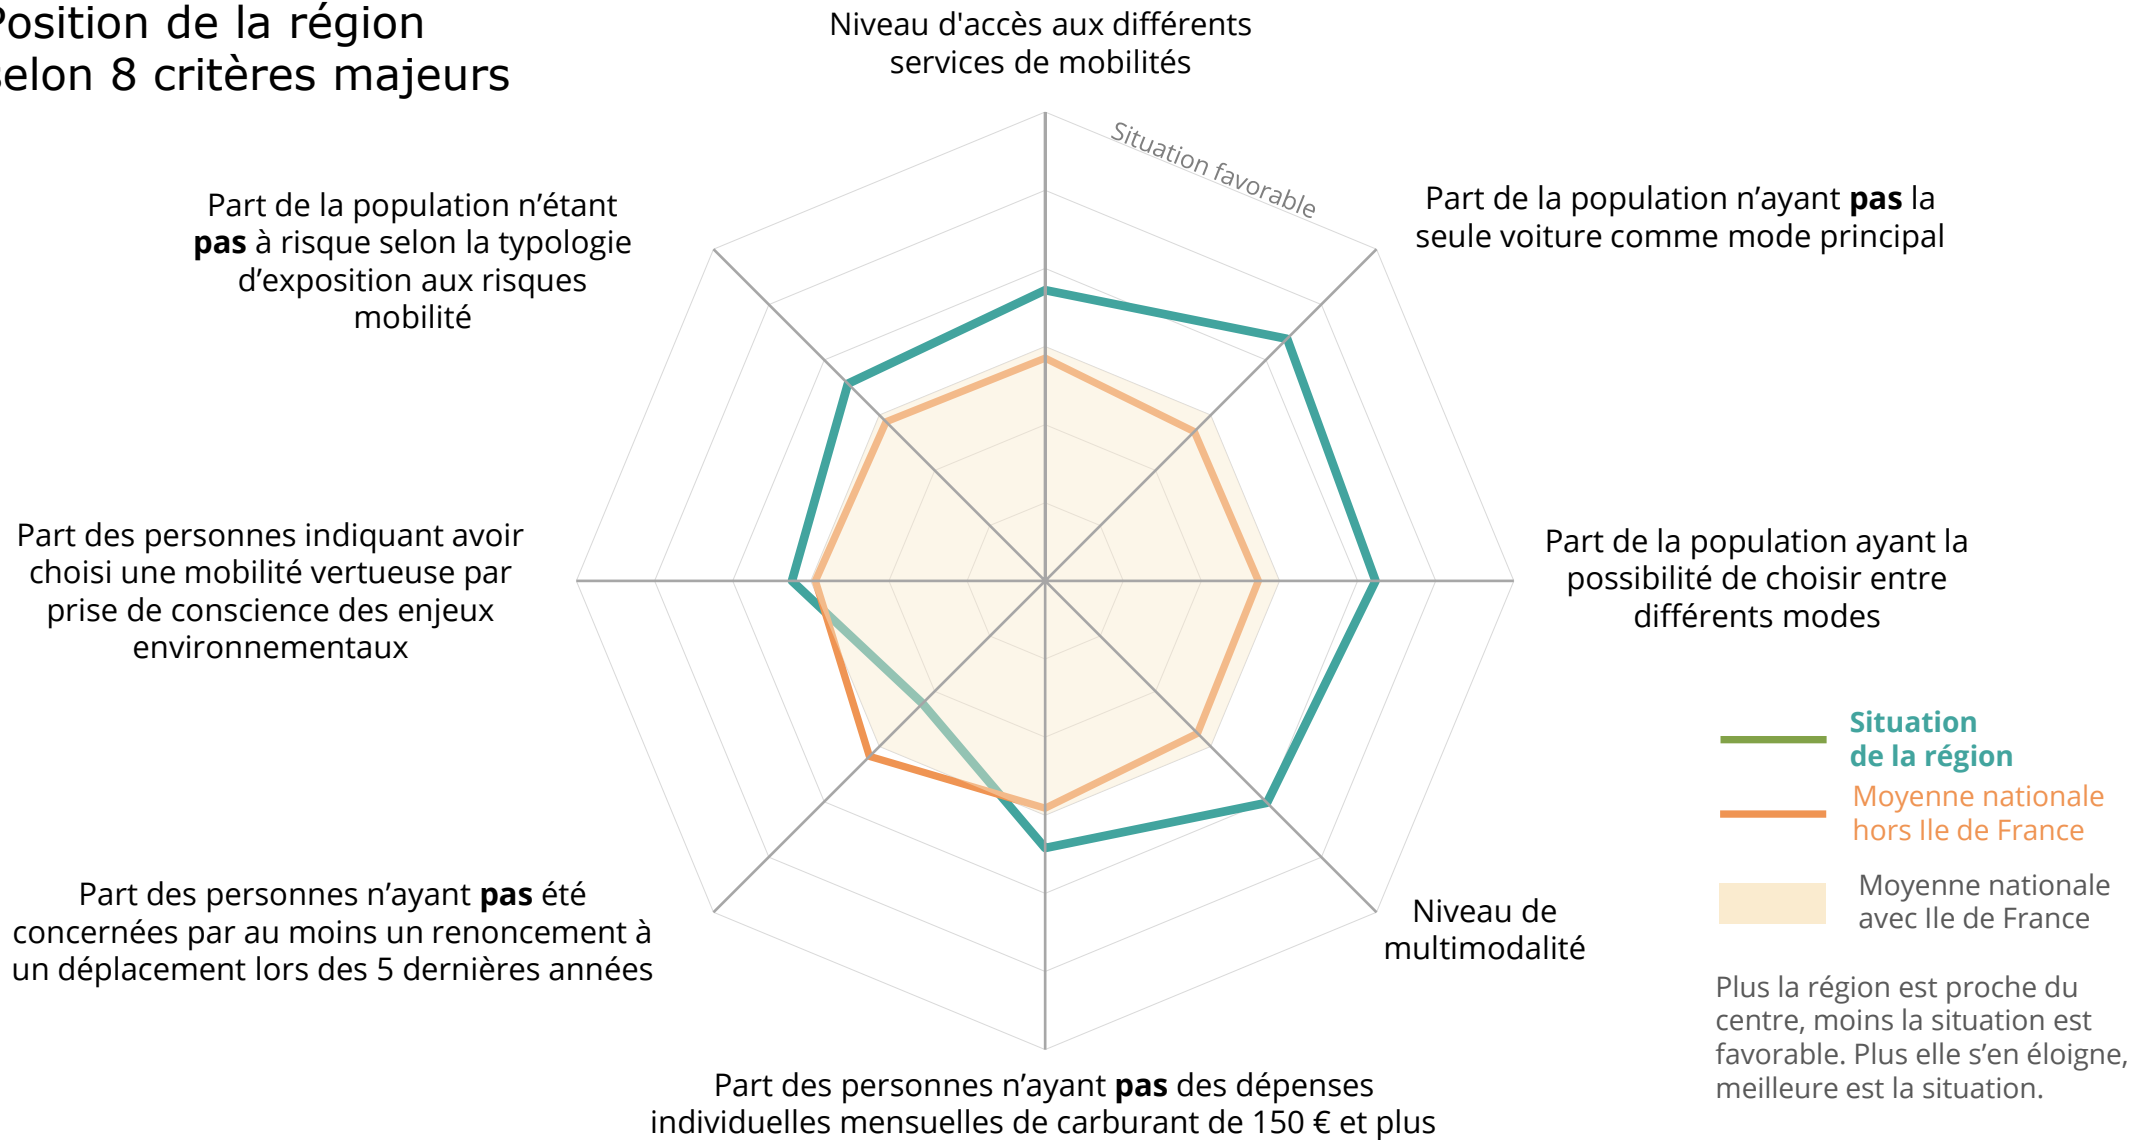 Position de la région
selon 8 critères majeurs
Niveau d'accès aux différents
services de mobilités
Situation favorable
Part de la population n'ayant pas la
seule voiture comme mode principal
Part de la population n’étant
pas à risque selon la typologie
d’exposition aux risques
mobilité
Part des personnes indiquant avoir
choisi une mobilité vertueuse par
prise de conscience des enjeux
environnementaux
Part de la population ayant la
possibilité de choisir entre
différents modes
Situation
de la région
Moyenne nationale
hors Ile de France
Moyenne nationale
avec Ile de France
Part des personnes n’ayant pas été
concernées par au moins un renoncement à
un déplacement lors des 5 dernières années
Niveau de
multimodalité
Plus la région est proche du
centre, moins la situation est
favorable. Plus elle s’en éloigne,
meilleure est la situation.
Part des personnes n’ayant pas des dépenses
individuelles mensuelles de carburant de 150 € et plus